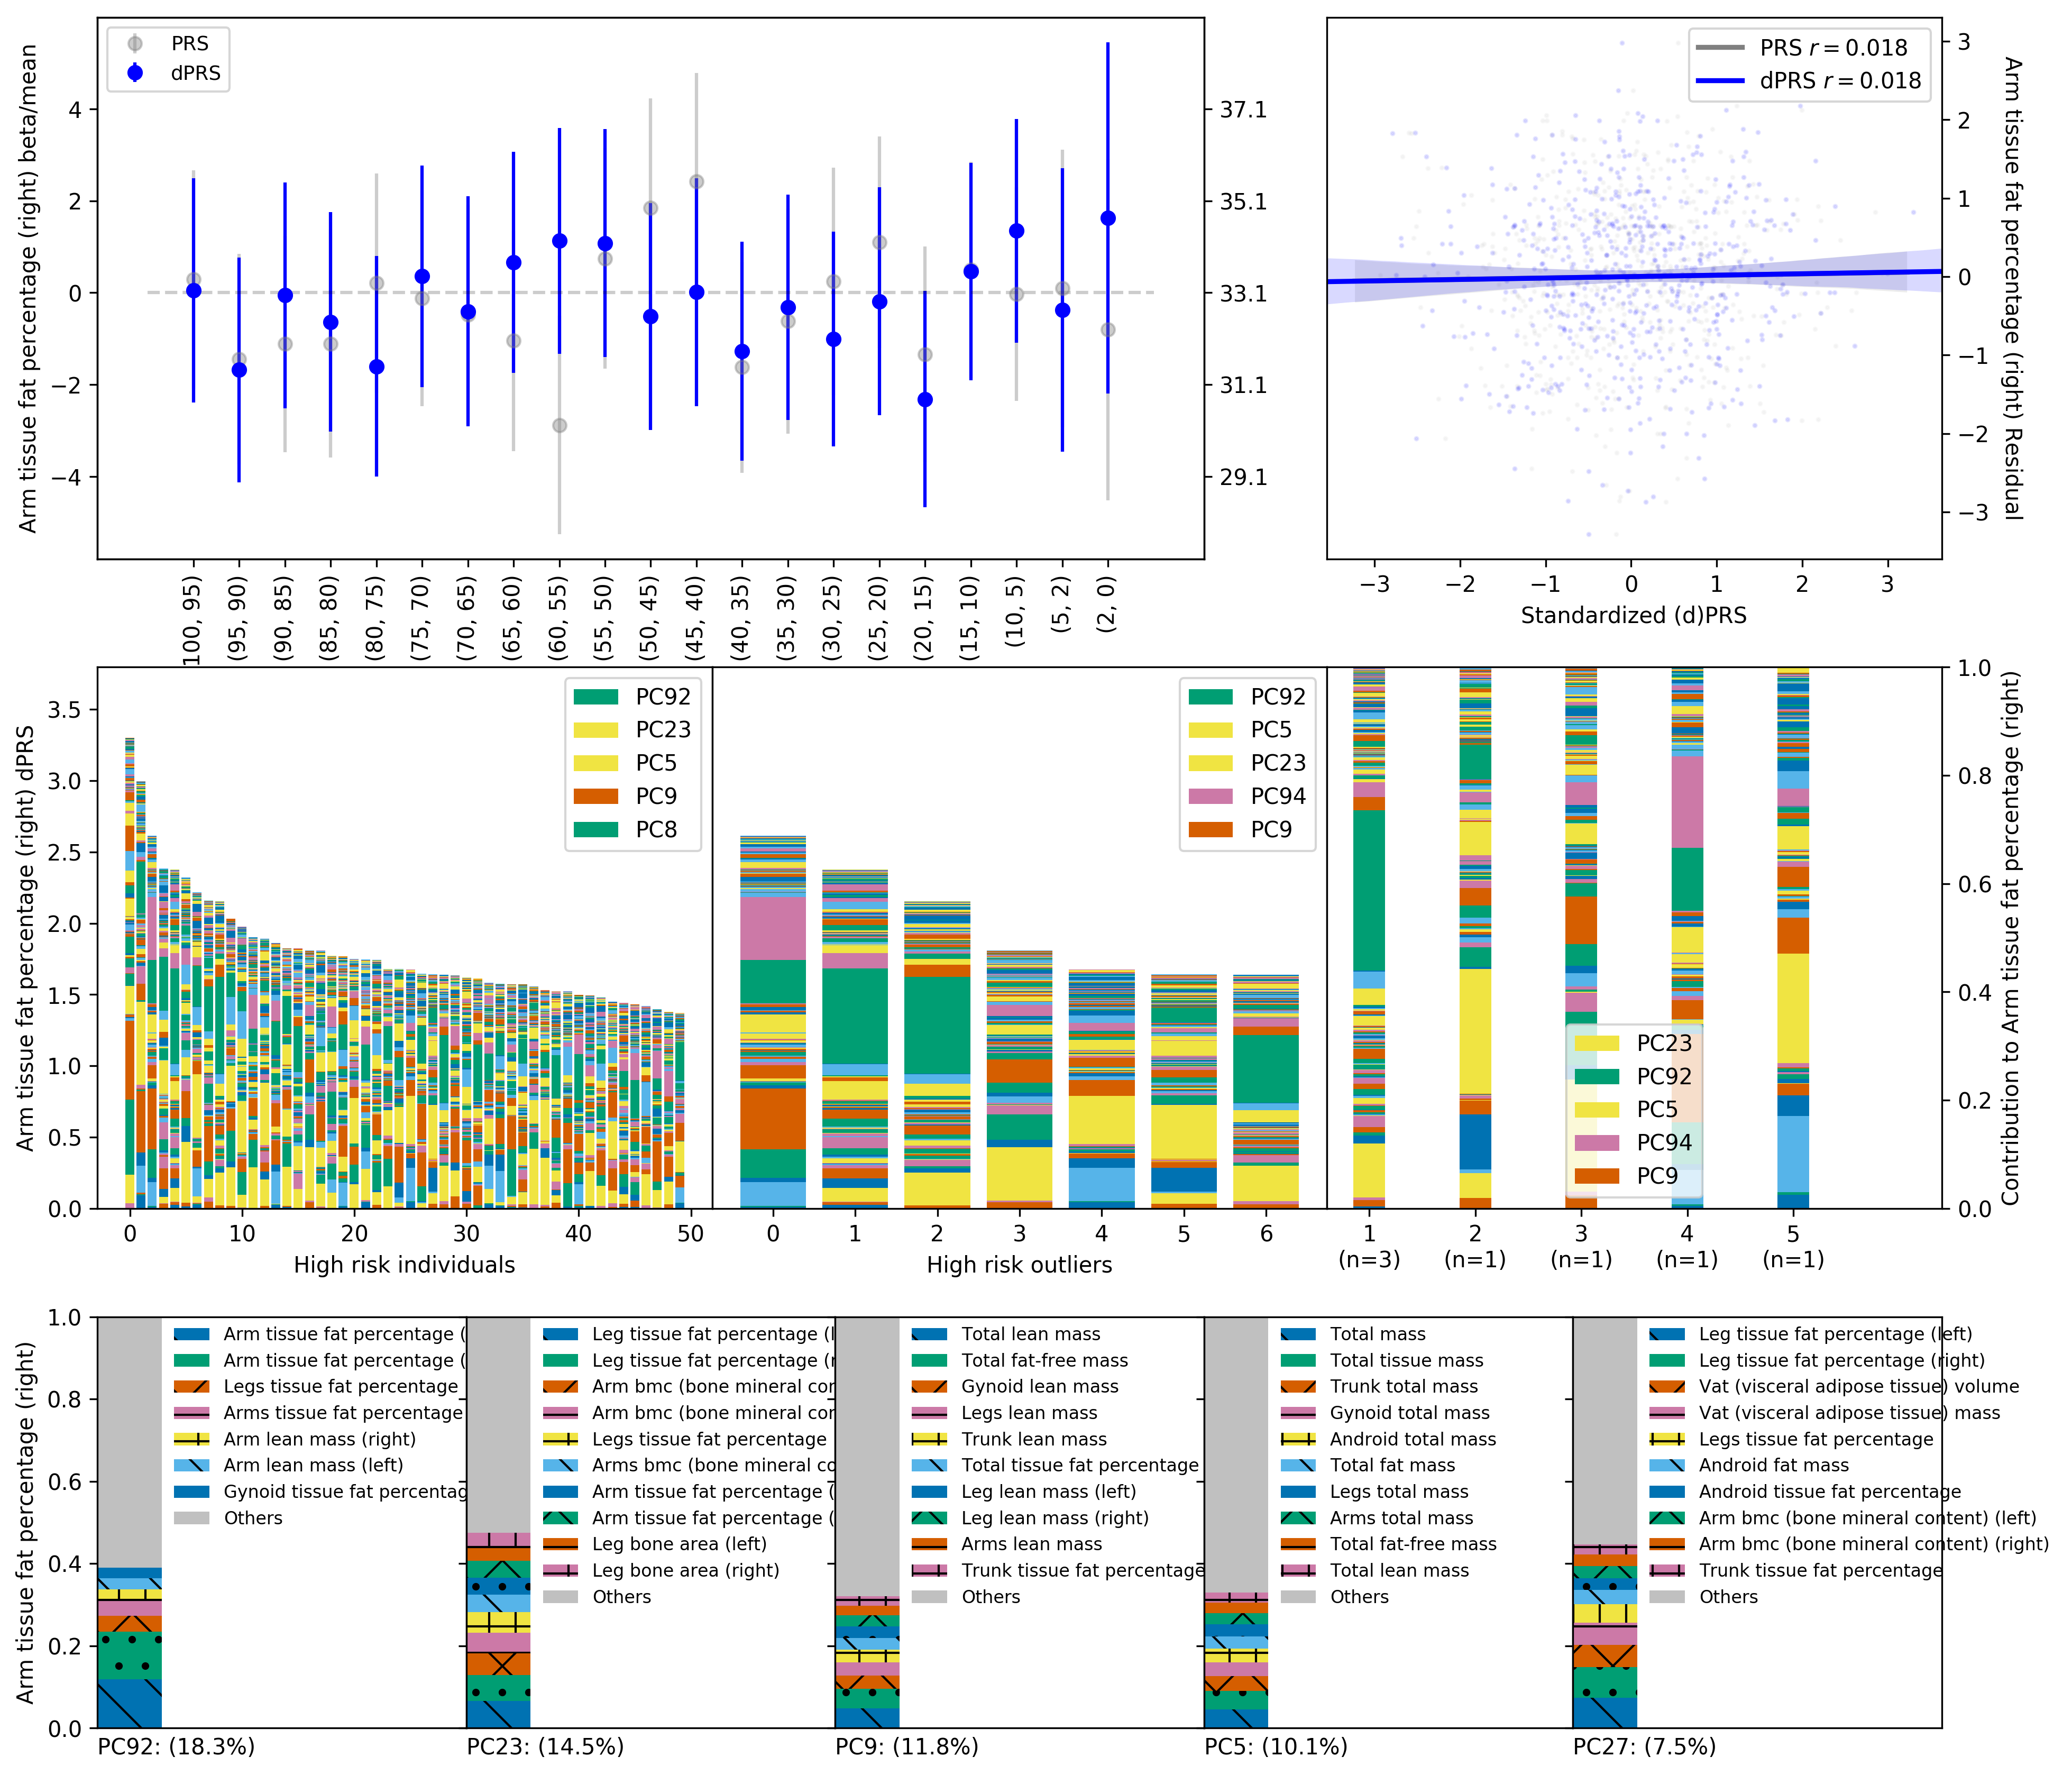 Arm tissue fat percentage (right) beta/mean
4
2
0
−2
−4
PRS
dPRS
37.1
35.1
33.1
31.1
29.1
100, 95)
(95, 90)
(90, 85)
(85, 80)
(80, 75)
(75, 70)
(70, 65)
(65, 60)
(60, 55)
(55, 50)
(50, 45)
(45, 40)
(40, 35)
(35, 30)
(30, 25)
(25, 20)
(20, 15)
(15, 10)
(10, 5)
(5, 2)
(2, 0)
PRS r = 0.018
dPRS r = 0.018
3
2
1
0
−1
−2
−3
Arm tissue fat percentage (right) Residual
−3 −2 −1 0 1 2 3
Standardized (d)PRS
Arm tissue fat percentage (right) dPRS
3.5
3.0
2.5
2.0
1.5
1.0
0.5
0.0
PC92
PC23
PC5
PC9
PC8
0 10 20 30 40 50
High risk individuals
PC92
PC5
PC23
PC94
PC9
0 1 2 3 4 5 6
High risk outliers
PC23
PC92
PC5
PC94
PC9
1 2 3 4 5
(n=3) (n=1) (n=1) (n=1) (n=1)
1.0
0.8
0.6
0.4
0.2
0.0
Contribution to Arm tissue fat percentage (right)
Arm tissue fat percentage (right)
1.0
0.8
0.6
0.4
0.2
0.0
Arm tissue fat percentage (
Arm tissue fat percentage (
Legs tissue fat percentage
Arms tissue fat percentage
Arm lean mass (right)
Arm lean mass (left)
Gynoid tissue fat percentag
Others
PC92: (18.3%)
Leg tissue fat percentage (l
Leg tissue fat percentage (r
Arm bmc (bone mineral con
Arm bmc (bone mineral con
Legs tissue fat percentage
Arms bmc (bone mineral co
Arm tissue fat percentage (
Arm tissue fat percentage (
Leg bone area (left)
Leg bone area (right)
Others
PC23: (14.5%)
Total lean mass
Total fat-free mass
Gynoid lean mass
Legs lean mass
Trunk lean mass
Total tissue fat percentage
Leg lean mass (left)
Leg lean mass (right)
Arms lean mass
Trunk tissue fat percentage
Others
PC9: (11.8%)
Total mass
Total tissue mass
Trunk total mass
Gynoid total mass
Android total mass
Total fat mass
Legs total mass
Arms total mass
Total fat-free mass
Total lean mass
Others
PC5: (10.1%)
Leg tissue fat percentage (left)
Leg tissue fat percentage (right)
Vat (visceral adipose tissue) volume
Vat (visceral adipose tissue) mass
Legs tissue fat percentage
Android fat mass
Android tissue fat percentage
Arm bmc (bone mineral content) (left)
Arm bmc (bone mineral content) (right)
Trunk tissue fat percentage
Others
PC27: (7.5%)